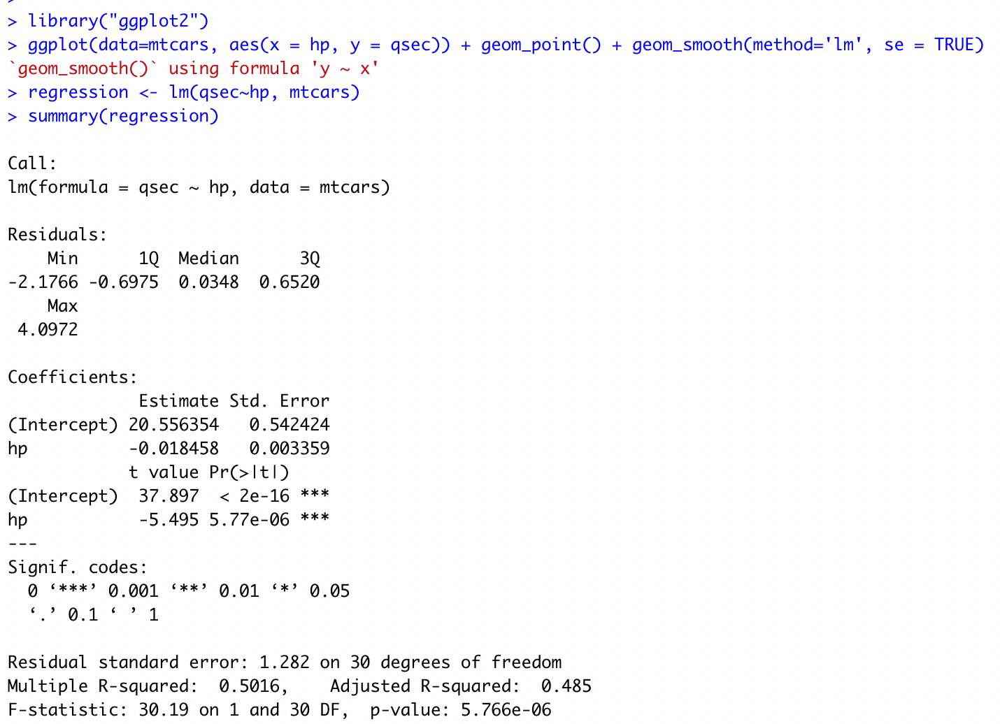 >
> library("ggplot2")
> ggplot(data=mtcars, aes(x = hp, y = qsec)) + geom_point() + geom_smooth(method='lm', se = TRUE)
`geom_smooth()` using formula 'y ~ x'
> regression <- lm(qsec~hp, mtcars)
> summary(regression)

Call:
lm(formula = qsec ~ hp, data = mtcars)

Residuals:
    Min      1Q  Median      3Q
-2.1766 -0.6975  0.0348  0.6520
    Max
 4.0972

Coefficients:
             Estimate Std. Error
(Intercept) 20.556354   0.542424
hp          -0.018458   0.003359
            t value Pr(>|t|)
(Intercept)  37.897  < 2e-16 ***
hp           -5.495 5.77e-06 ***
---
Signif. codes:
  0 ‘***’ 0.001 ‘**’ 0.01 ‘*’ 0.05
  ‘.’ 0.1 ‘ ’ 1

Residual standard error: 1.282 on 30 degrees of freedom
Multiple R-squared:  0.5016,    Adjusted R-squared:  0.485
F-statistic: 30.19 on 1 and 30 DF,  p-value: 5.766e-06